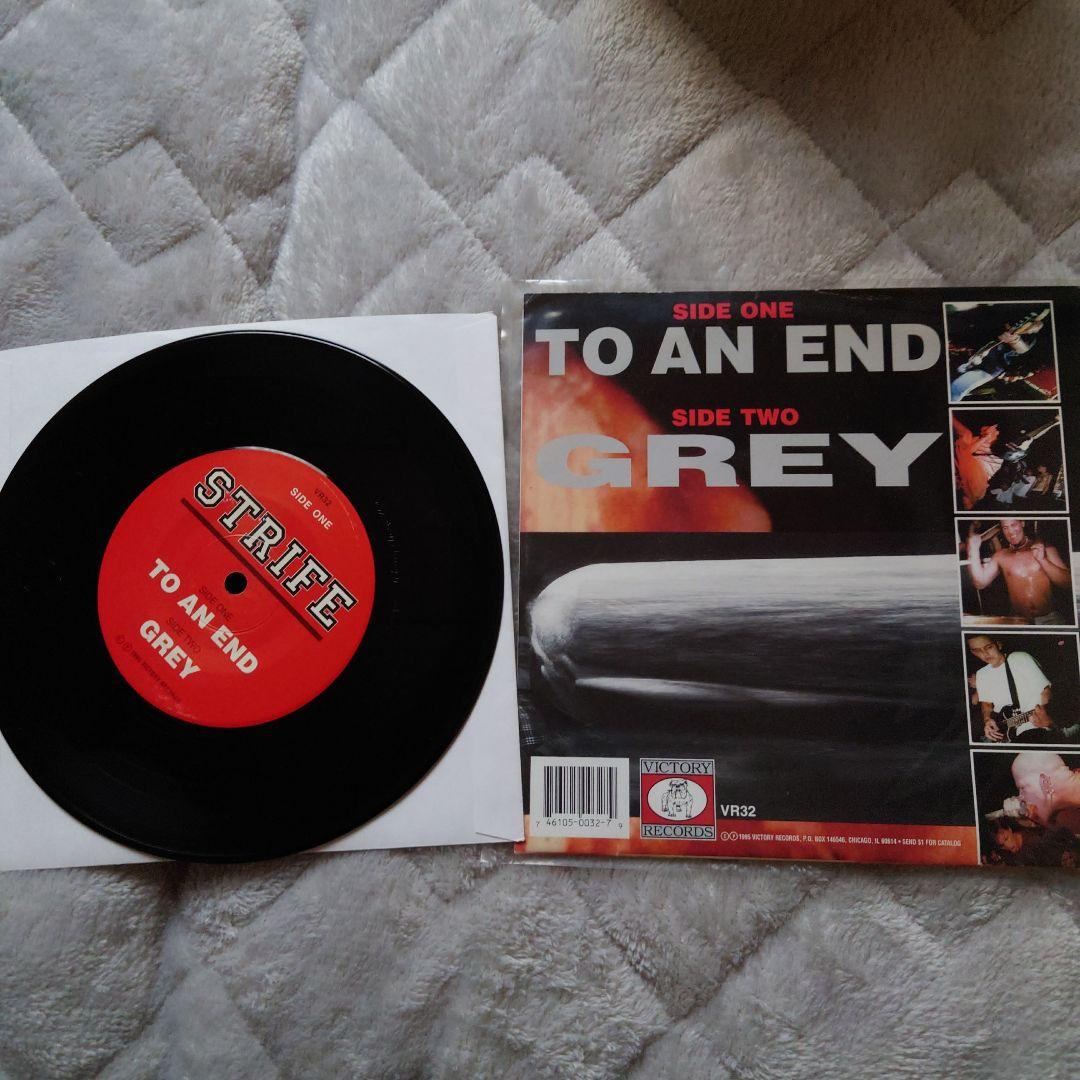 STRIFE
VR32
SIDE ONE
SIDE ONE
TO AN END
SIDE TWO
GREY
SIDE ONE
TO AN END
SIDE TWO
GREY
7 46105-0032-7 9
VICTORY
RECORDS
VR32
© ℗ 1995 VICTORY RECORDS, P.O. BOX 146546, CHICAGO, IL 60614 • SEND $1 FOR CATALOG